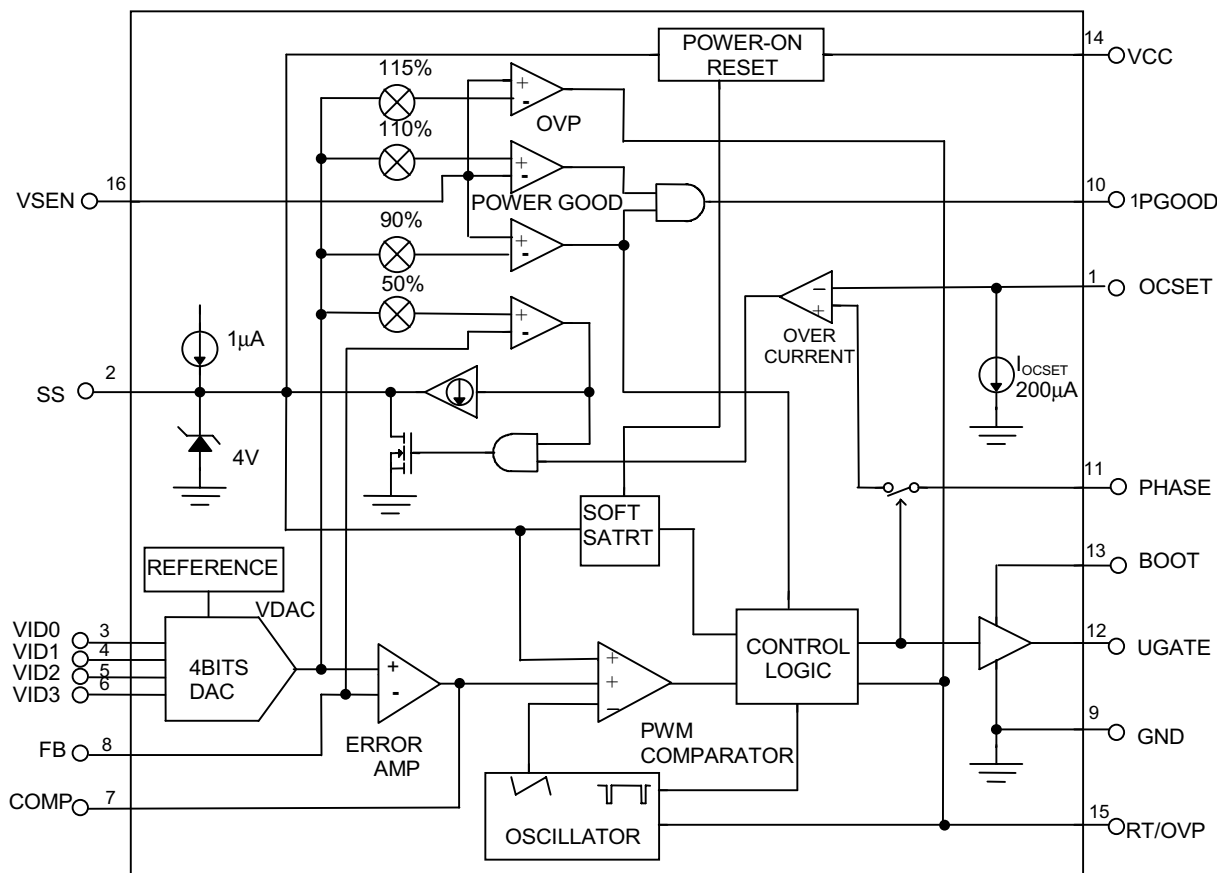 POWER-ON
RESET
14
VCC
115%
+
-
OVP
110%
+
-
16
VSEN
POWER GOOD
10
1PGOOD
90%
+
-
50%
+
-
1
OCSET
−
+
OVER
CURRENT
IOCSET
200µA
1µA
2
SS
4V
11
PHASE
SOFT
SATRT
13
BOOT
REFERENCE
VDAC
VID0
3
VID1
4
VID2
5
VID3
6
4BITS
DAC
+
-
ERROR
AMP
+
+
−
PWM
COMPARATOR
CONTROL
LOGIC
12
UGATE
9
GND
8
FB
7
COMP
OSCILLATOR
15
RT/OVP